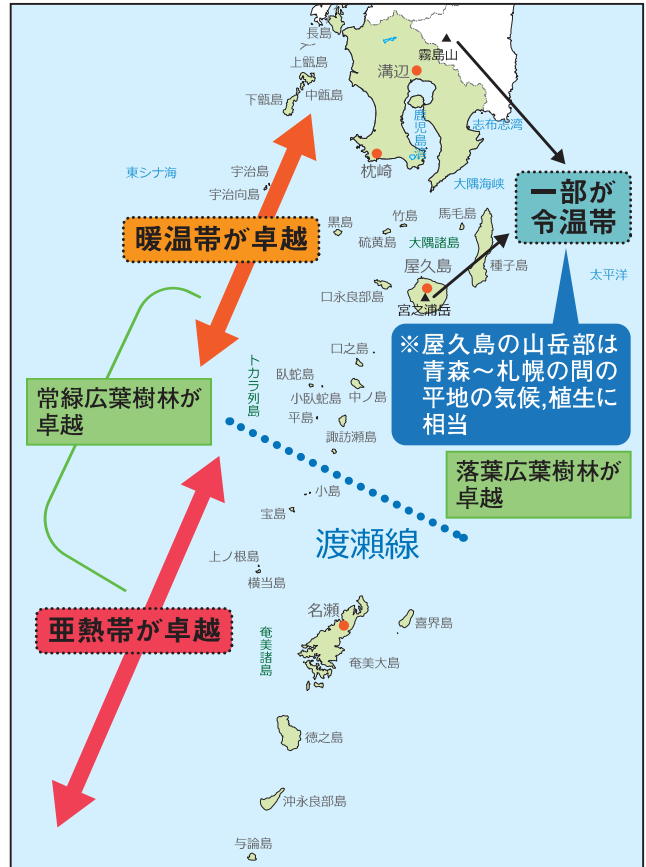 長島
上甑島
中甑島
下甑島
霧島山
溝辺
鹿児島湾
志布志湾
枕崎
東シナ海
宇治島
宇治向島
大隅海峡
一部が
令温帯
暖温帯が卓越
黒島
竹島
硫黄島
馬毛島
大隅諸島
屋久島
種子島
太平洋
口永良部島
宮之浦岳
※屋久島の山岳部は
青森～札幌の間の
平地の気候,植生に
相当
口之島
トカラ列島
臥蛇島
小臥蛇島
中ノ島
平島
諏訪瀬島
常緑広葉樹林が
卓越
落葉広葉樹林が
卓越
小島
宝島
渡瀬線
上ノ根島
横当島
名瀬
喜界島
亜熱帯が卓越
奄美諸島
奄美大島
徳之島
沖永良部島
与論島